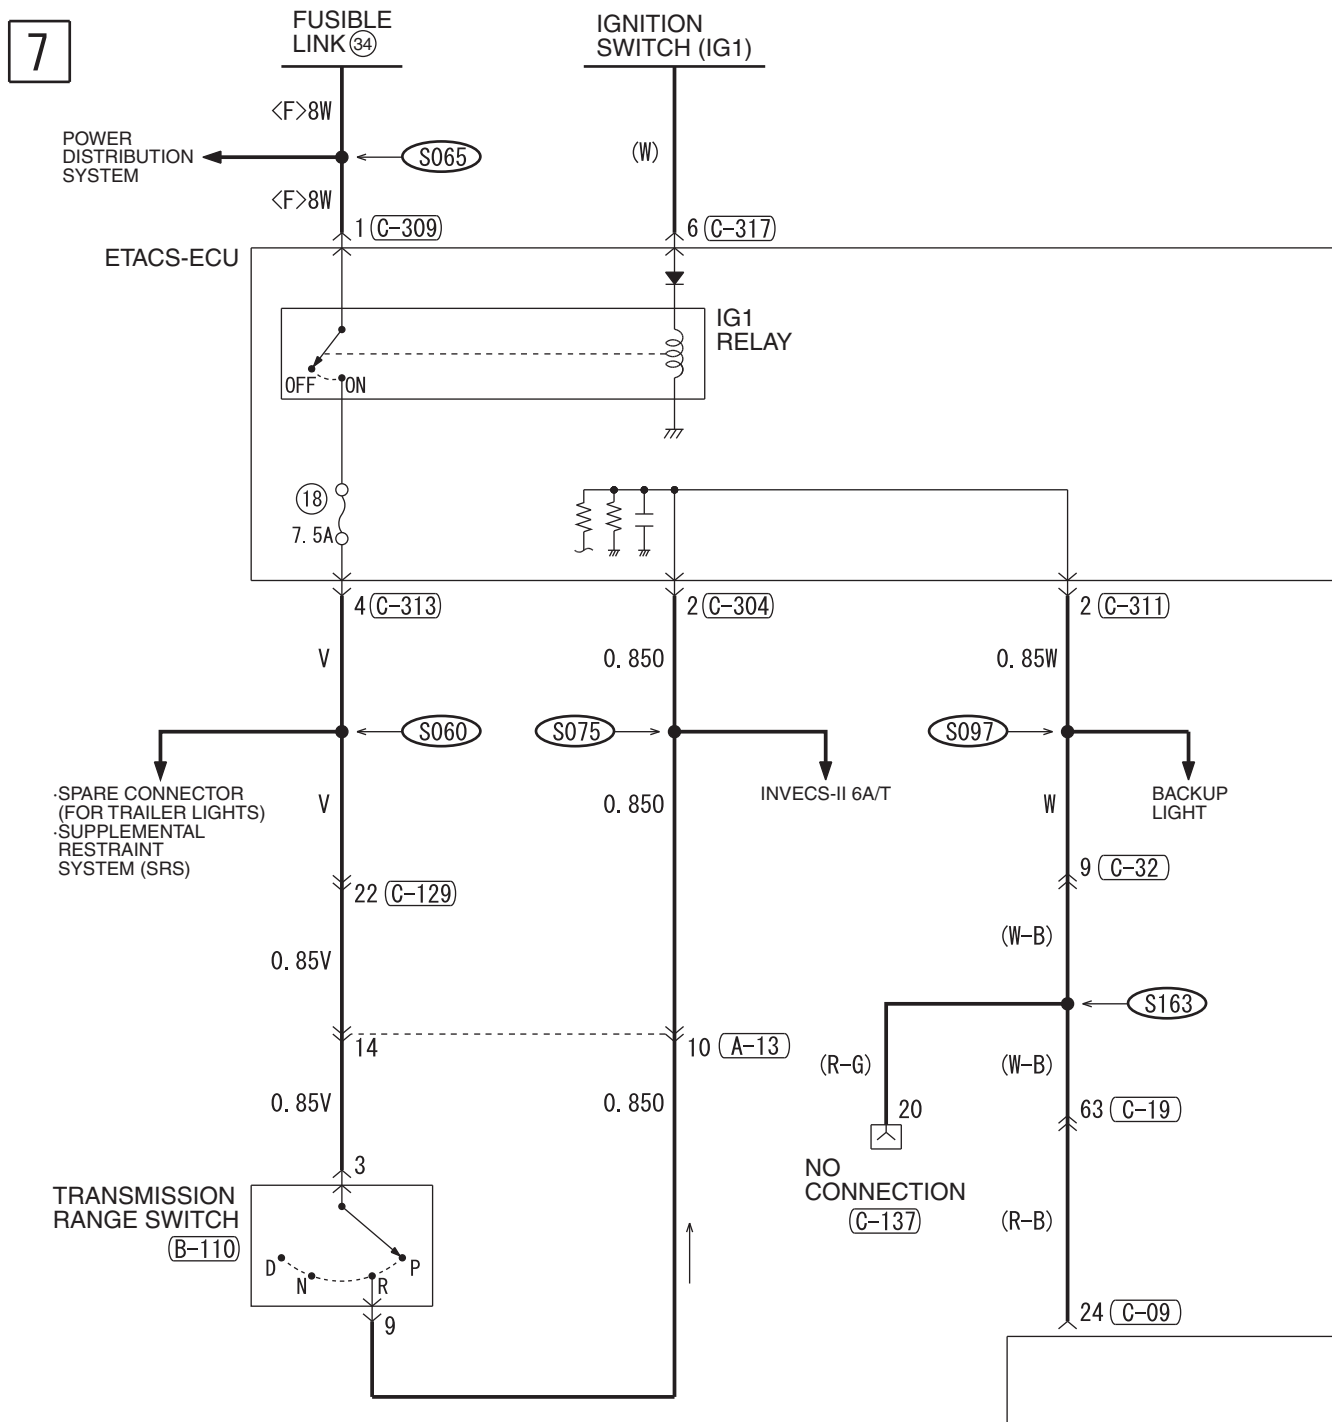 7
FUSIBLE
LINK 34
IGNITION
SWITCH (IG1)
<F>8W
POWER
DISTRIBUTION
SYSTEM
S065
(W)
<F>8W
1 C-309
6 C-317
ETACS-ECU
IG1
RELAY
OFF ON
18
7.5A
4 C-313
2 C-304
2 C-311
V
0.85O
0.85W
S060
S075
S097
·SPARE CONNECTOR
(FOR TRAILER LIGHTS)
·SUPPLEMENTAL
RESTRAINT
SYSTEM (SRS)
V
0.85O
INVECS-II 6A/T
W
BACKUP
LIGHT
22 C-129
9 C-32
0.85V
(W-B)
S163
14
10 A-13
(R-G)
(W-B)
0.85V
0.85O
20
63 C-19
3
NO
CONNECTION
C-137
TRANSMISSION
RANGE SWITCH
B-110
(R-B)
D
N
R
P
9
24 C-09